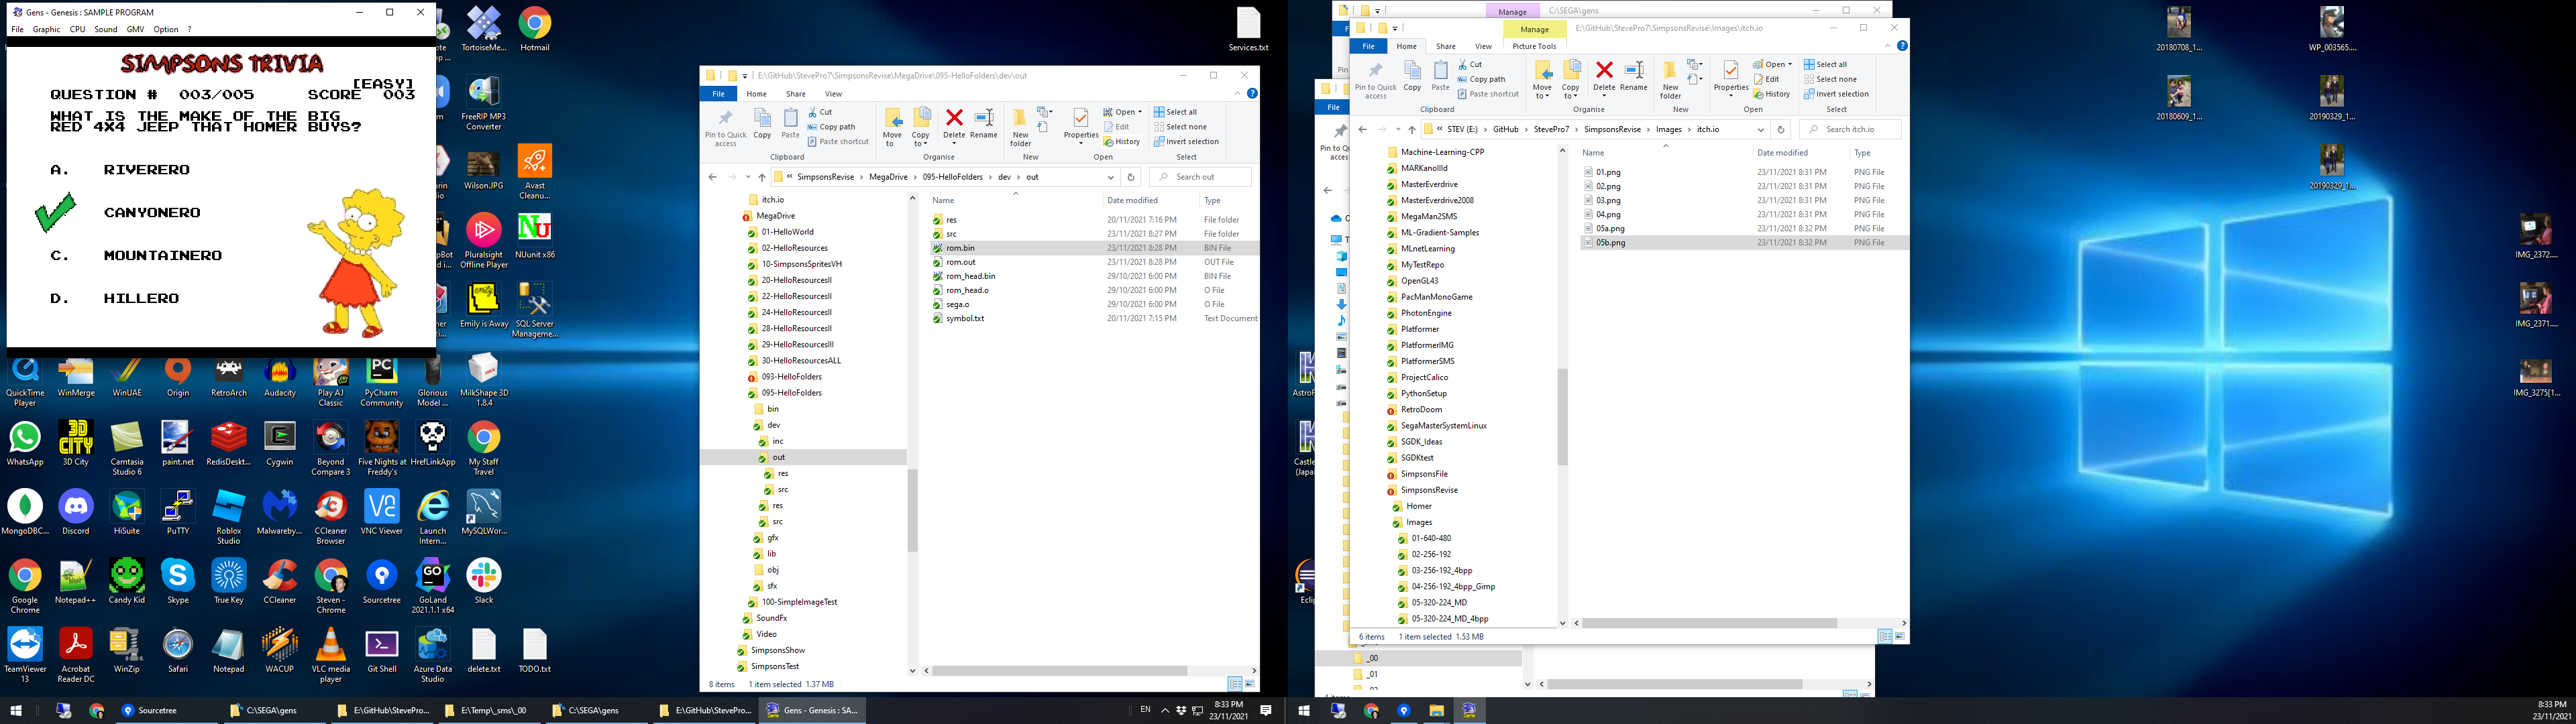 Gens - Genesis : SAMPLE PROGRAM
File Graphic CPU Sound GMV Option ?
SIMPSONS TRIVIA
[EASY]
QUESTION # 003/005 SCORE 003
WHAT IS THE MAKE OF THE BIG
RED 4X4 JEEP THAT HOMER BUYS?
A. RIVERERO
CANYONERO
C. MOUNTAINERO
D. HILLERO
TortoiseMe...
Hotmail
FreeRIP MP3
Converter
WilsonJPG
Avast
Cleanu...
Pluralsight
Offline Player
NUunit x86
Emily is Away
SQL Server
Manageme...
QuickTime
Player
WinMerge
WinUAE
Origin
RetroArch
Audacity
Play AJ
Classic
PyCharm
Community
Glorious
Model ...
MilkShape 3D
1.8.4
WhatsApp
3D City
Camtasia
Studio 6
paint.net
RedisDeskt...
Cygwin
Beyond
Compare 3
Five Nights at
Freddy's
HrefLinkApp
My Staff
Travel
MongoDBC...
Discord
HiSuite
PuTTY
Roblox
Studio
Malwareby...
CCleaner
Browser
VNC Viewer
Launch
Intern...
MySQLWor...
Google
Chrome
Notepad++
Candy Kid
Skype
True Key
CCleaner
Steven -
Chrome
Sourcetree
GoLand
2021.1.1 x64
Slack
TeamViewer
13
Acrobat
Reader DC
WinZip
Safari
Notepad
WACUP
VLC media
player
Git Shell
Azure Data
Studio
delete.txt
TODO.txt
Services.txt
E:\GitHub\StevePro7\SimpsonsRevise\MegaDrive\095-HelloFolders\dev\out
File Home Share View
Pin to Quick
access
Copy
Paste
Cut
Copy path
Paste shortcut
Move
to
Copy
to
Delete
Rename
New
folder
Properties
Open
Edit
History
Select all
Select none
Invert selection
Clipboard Organise New Open Select
SimpsonsRevise MegaDrive 095-HelloFolders dev out
Search out
itch.io
MegaDrive
01-HelloWorld
02-HelloResources
10-SimpsonsSpritesVH
20-HelloResourcesII
22-HelloResourcesII
24-HelloResourcesII
28-HelloResourcesII
29-HelloResourcesIII
30-HelloResourcesALL
093-HelloFolders
095-HelloFolders
bin
dev
inc
out
res
src
res
src
gfx
lib
obj
sfx
100-SimpleImageTest
SoundFx
Video
SimpsonsShow
SimpsonsTest
Name Date modified Type
res 20/11/2021 7:16 PM File folder
src 23/11/2021 8:27 PM File folder
rom.bin 23/11/2021 8:28 PM BIN File
rom.out 23/11/2021 8:28 PM OUT File
rom_head.bin 29/10/2021 6:00 PM BIN File
rom_head.o 29/10/2021 6:00 PM O File
sega.o 29/10/2021 6:00 PM O File
symbol.txt 20/11/2021 7:15 PM Text Document
8 items 1 item selected 1.37 MB
Manage C:\SEGA\gens
Manage E:\GitHub\StevePro7\SimpsonsRevise\Images\itch.io
File Home Share View Picture Tools
Pin to Quick
access
Copy
Paste
Cut
Copy path
Paste shortcut
Move
to
Copy
to
Delete
Rename
New
folder
Properties
Open
Edit
History
Select all
Select none
Invert selection
Clipboard Organise New Open Select
STEV (E:) GitHub StevePro7 SimpsonsRevise Images itch.io
Search itch.io
Machine-Learning-CPP
MARKanoIIId
MasterEverdrive
MasterEverdrive2008
MegaMan2SMS
ML-Gradient-Samples
MLnetLearning
MyTestRepo
OpenGL43
PacManMonoGame
PhotonEngine
Platformer
PlatformerIMG
PlatformerSMS
ProjectCalico
PythonSetup
RetroDoom
SegaMasterSystemLinux
SGDK_Ideas
SGDKtest
SimpsonsFile
SimpsonsRevise
Homer
Images
01-640-480
02-256-192
03-256-192_4bpp
04-256-192_4bpp_Gimp
05-320-224_MD
05-320-224_MD_4bpp
Name Date modified Type
01.png 23/11/2021 8:31 PM PNG File
02.png 23/11/2021 8:31 PM PNG File
03.png 23/11/2021 8:31 PM PNG File
04.png 23/11/2021 8:31 PM PNG File
05a.png 23/11/2021 8:32 PM PNG File
05b.png 23/11/2021 8:32 PM PNG File
6 items 1 item selected 1.53 MB
_00
_01
20180708_1...
WP_003565....
20180609_1...
20190329_1...
20190329_1...
IMG_2372....
IMG_2371....
IMG_3275[1...
Sourcetree
C:\SEGA\gens
E:\GitHub\StevePro...
E:\Temp\_sms\_00
C:\SEGA\gens
E:\GitHub\StevePro...
Gens - Genesis : SA...
EN
8:33 PM
23/11/2021
8:33 PM
23/11/2021